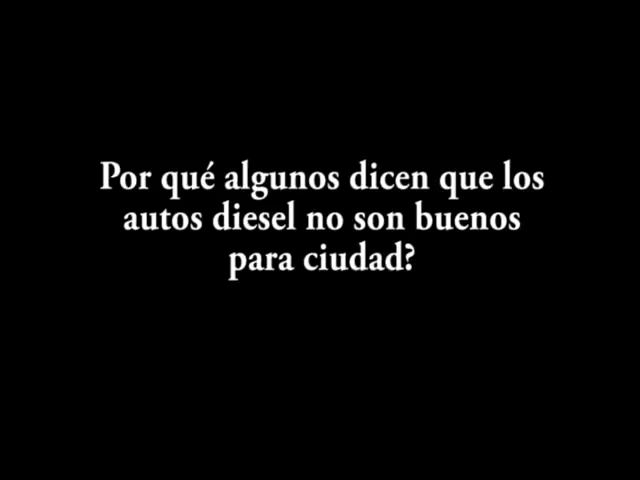 Por qué algunos dicen que los
autos diesel no son buenos
para ciudad?